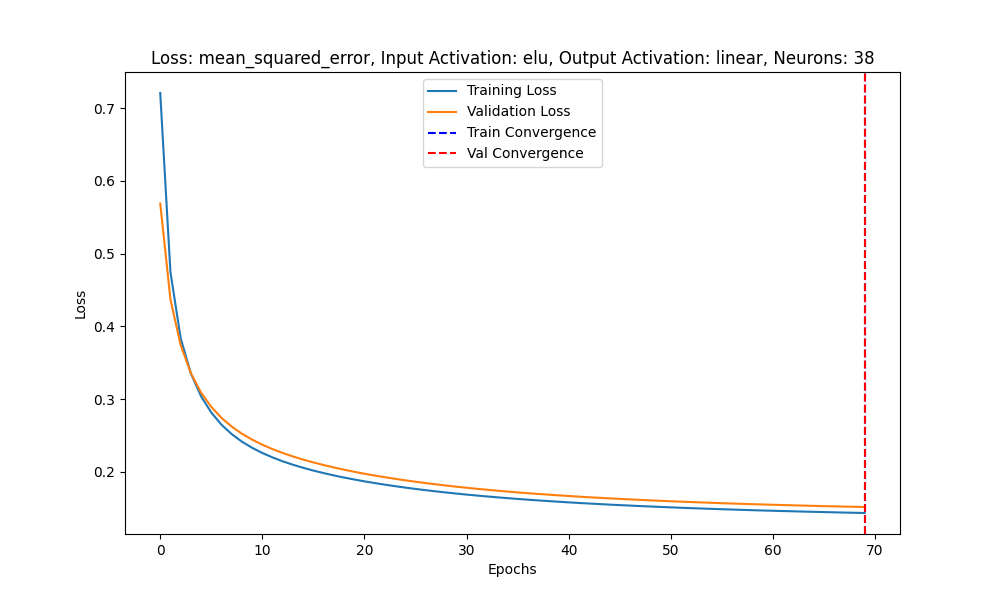 Loss: mean_squared_error, Input Activation: elu, Output Activation: linear, Neurons: 38
Training Loss
Validation Loss
Train Convergence
Val Convergence
0.7
0.6
0.5
0.4
0.3
0.2
Loss
0 10 20 30 40 50 60 70
Epochs